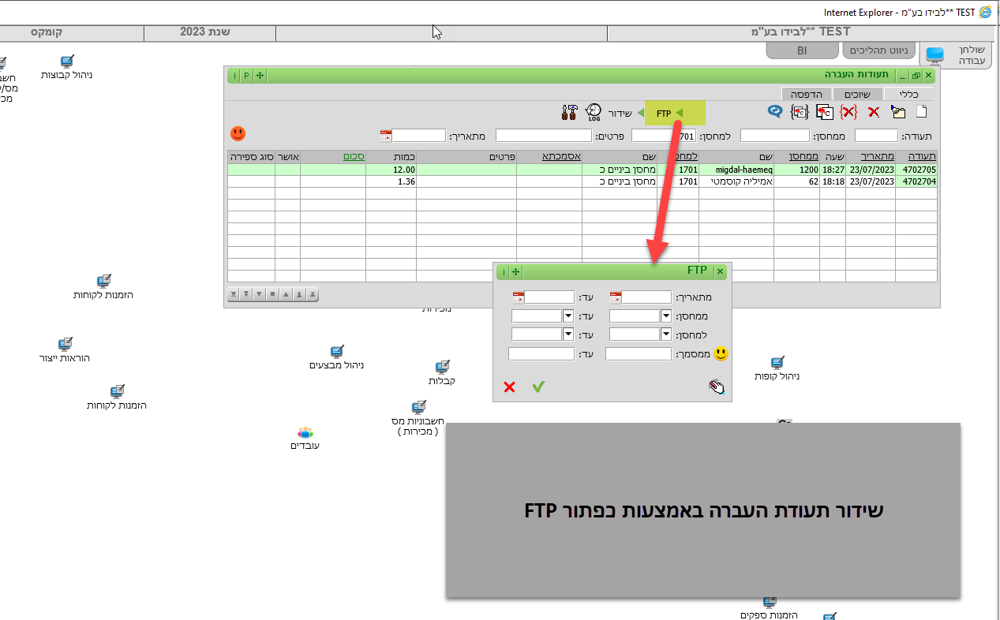 TEST **לבידו בע"מ - Internet Explorer
TEST **לבידו בע"מ
שנת 2023
קומקס
שולחן עבודה
ניווט תהליכים
BI
ניהול קבוצות
תעודות העברה
i P
כללי
שיוכים
הדפסה
FTP
שידור
LOG
תעודה:
ממחסן:
למחסן:
1701
פרטים:
מתאריך:
תעודה מתאריך שעה ממחסן שם למחסן שם אסמכתא פרטים כמות סכום אושר סוג ספירה
4702705 23/07/2023 18:27 1200 migdal-haemeq 1701 מחסן ביניים כ 12.00
4702704 23/07/2023 18:18 62 אמיליה קוסמטי 1701 מחסן ביניים כ 1.36
FTP
i
מתאריך: עד:
ממחסן: עד:
למחסן: עד:
ממסמך: עד:
הזמנות לקוחות
מכירות
הוראות ייצור
ניהול מבצעים
קבלות
ניהול קופות
הזמנות לקוחות
חשבוניות מס
( מכירות )
עובדים
שידור תעודת העברה באמצעות כפתור FTP
הזמנות ספקים